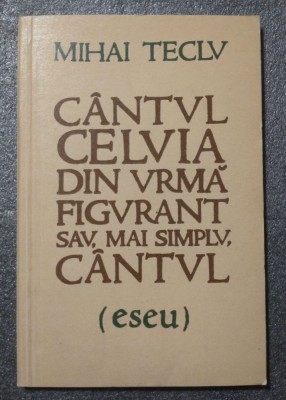 MIHAI TECLV
CÂNTVL
CELVIA
DIN VRMĂ
FIGVRANT
SAV, MAI SIMPLV,
CÂNTVL
(eseu)